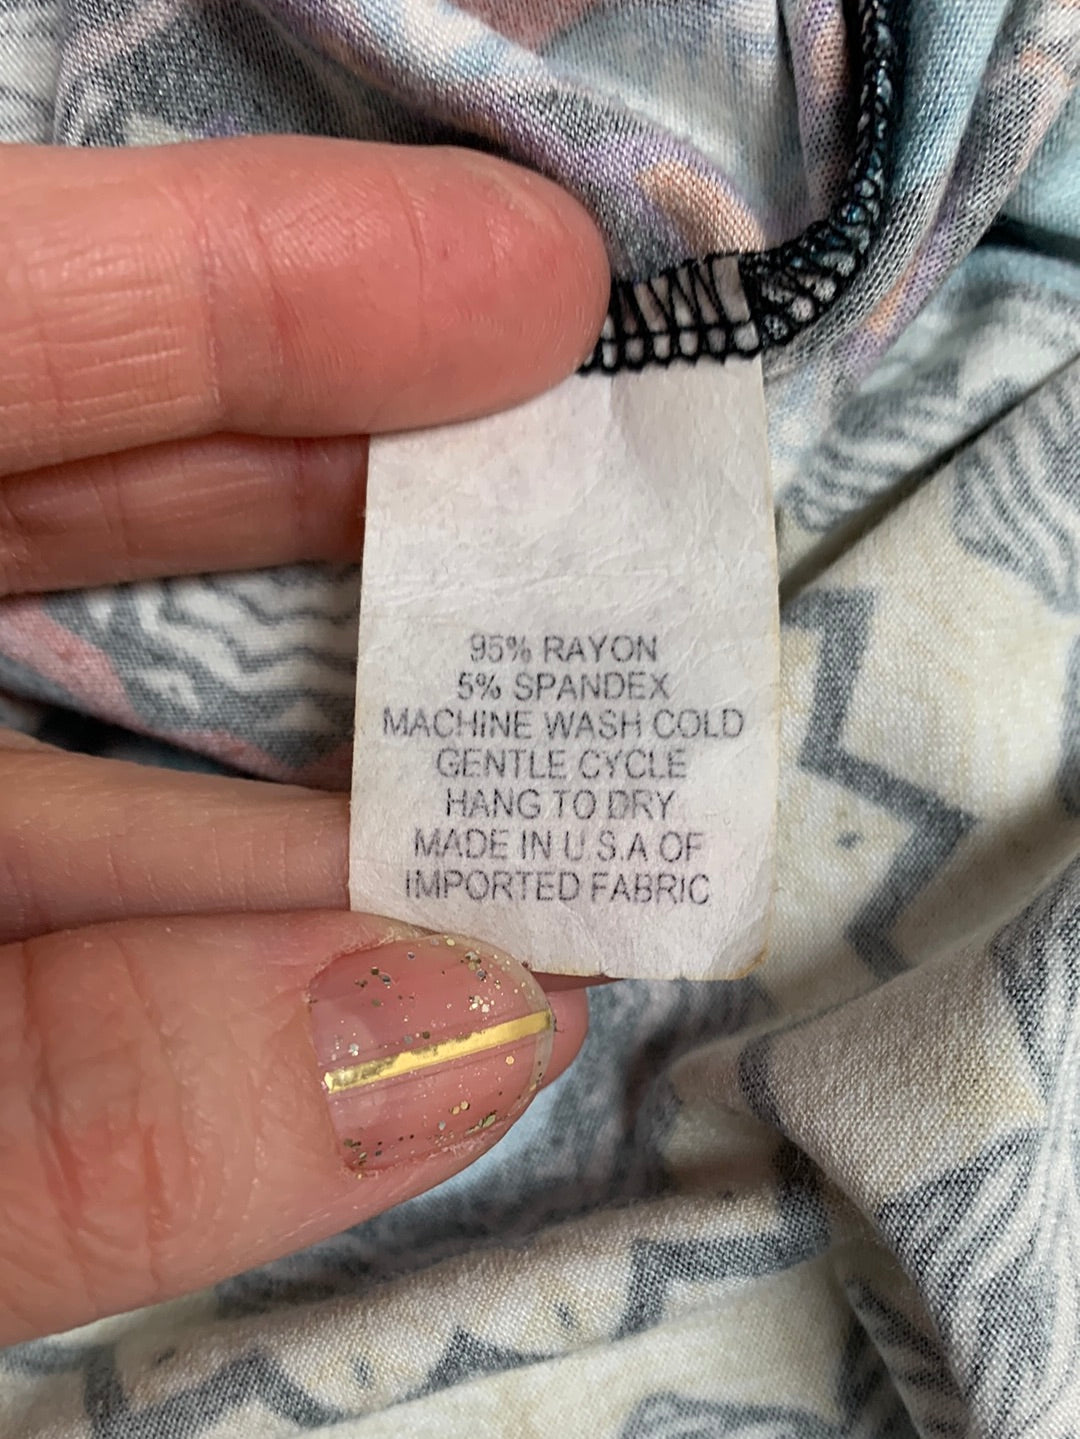 95% RAYON
5% SPANDEX
MACHINE WASH COLD
GENTLE CYCLE
HANG TO DRY
MADE IN U.S.A OF
IMPORTED FABRIC